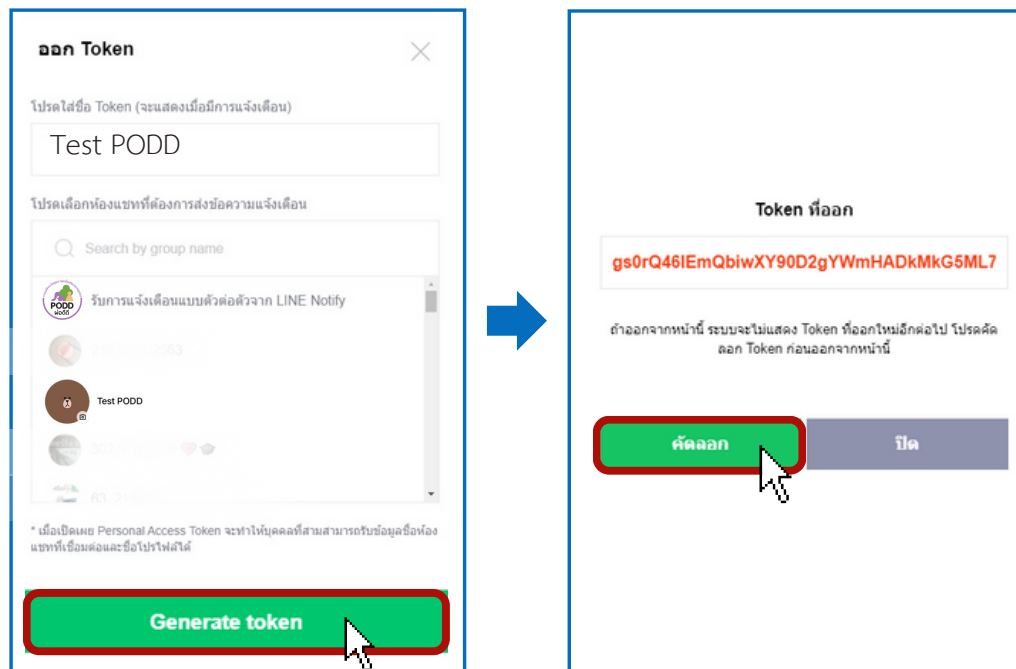 ออก Token
โปรดใส่ชื่อ Token (จะแสดงเมื่อมีการแจ้งเตือน)
Test PODD
โปรดเลือกห้องแชทที่ต้องการส่งข้อความแจ้งเตือน
Search by group name
PODD
ผ่อดีดี
รับการแจ้งเตือนแบบตัวต่อตัวจาก LINE Notify
Test PODD
* เมื่อเปิดเผย Personal Access Token จะทำให้บุคคลที่สามสามารถรับข้อมูลชื่อห้อง
แชทที่เชื่อมต่อและชื่อโปรไฟล์ได้
Generate token
Token ที่ออก
gs0rQ46IEmQbiwXY90D2gYWmHADkMkG5ML7
ถ้าออกจากหน้านี้ ระบบจะไม่แสดง Token ที่ออกใหม่อีกต่อไป โปรดคัด
ลอก Token ก่อนออกจากหน้านี้
คัดลอก
ปิด